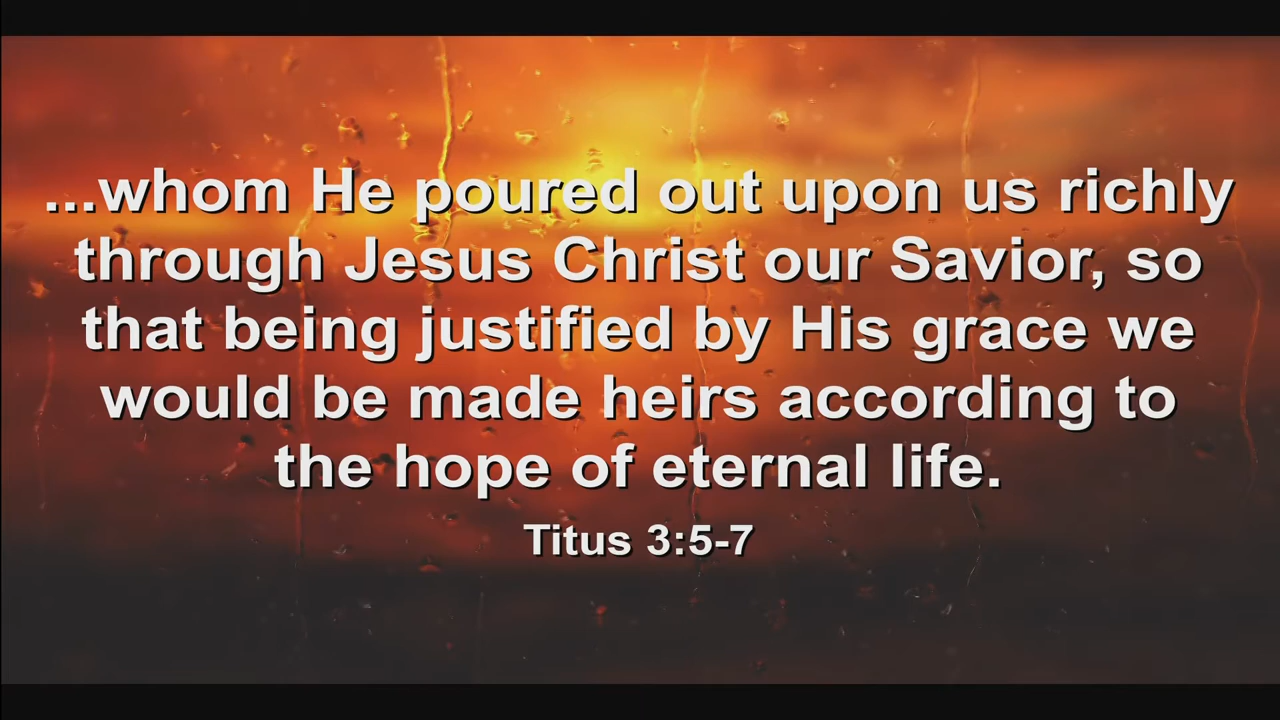 ...whom He poured out upon us richly
through Jesus Christ our Savior, so
that being justified by His grace we
would be made heirs according to
the hope of eternal life.
Titus 3:5-7